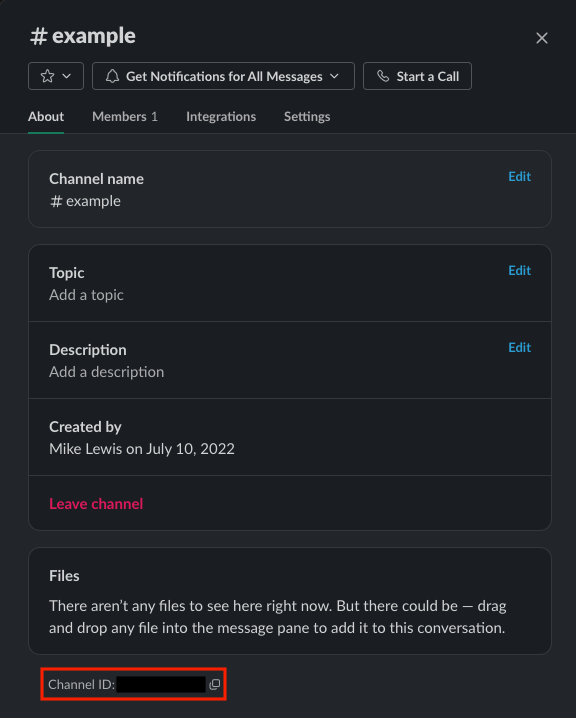 # example
Get Notifications for All Messages
Start a Call
About Members 1 Integrations Settings
Channel name Edit
# example
Topic Edit
Add a topic
Description Edit
Add a description
Created by
Mike Lewis on July 10, 2022
Leave channel
Files
There aren’t any files to see here right now. But there could be — drag
and drop any file into the message pane to add it to this conversation.
Channel ID: